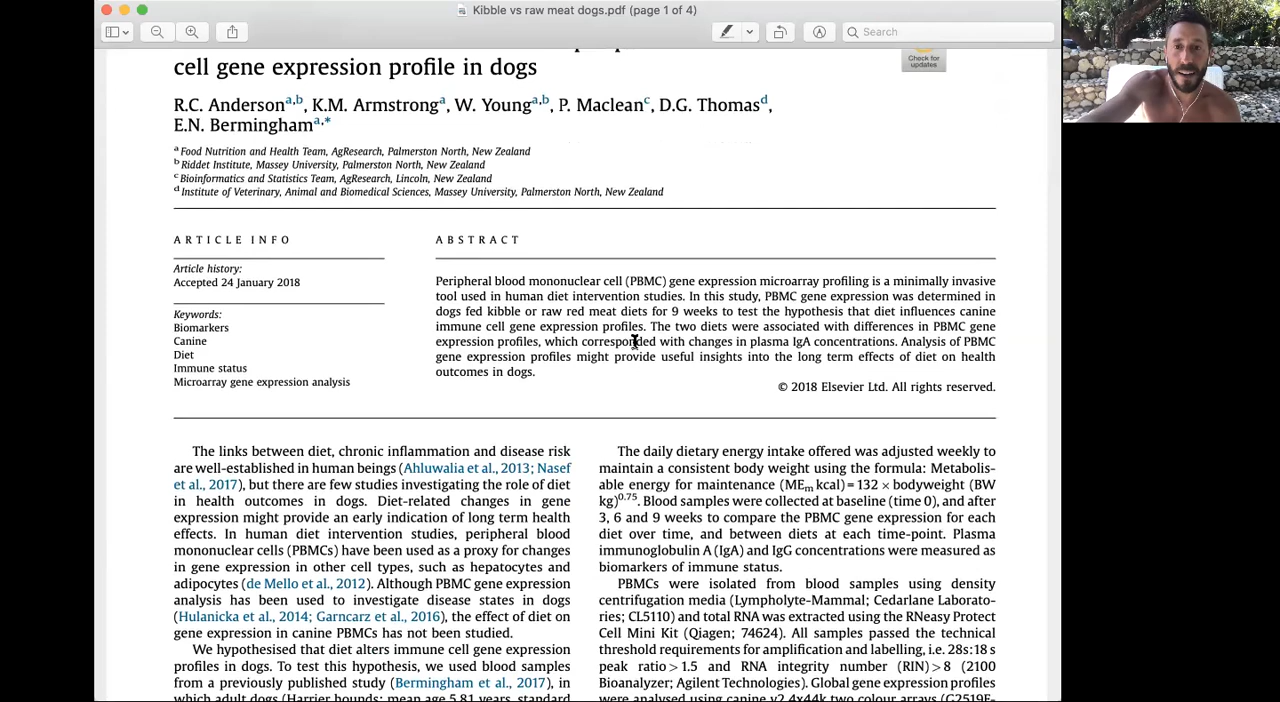 Kibble vs raw meat dogs.pdf (page 1 of 4)
Search
cell gene expression profile in dogs
Check for
updates
R.C. Anderson a,b, K.M. Armstrong a, W. Young a,b, P. Maclean c, D.G. Thomas d,
E.N. Bermingham a,*
a Food Nutrition and Health Team, AgResearch, Palmerston North, New Zealand
b Riddet Institute, Massey University, Palmerston North, New Zealand
c Bioinformatics and Statistics Team, AgResearch, Lincoln, New Zealand
d Institute of Veterinary, Animal and Biomedical Sciences, Massey University, Palmerston North, New Zealand
ARTICLE INFO
Article history:
Accepted 24 January 2018
Keywords:
Biomarkers
Canine
Diet
Immune status
Microarray gene expression analysis
ABSTRACT
Peripheral blood mononuclear cell (PBMC) gene expression microarray profiling is a minimally invasive
tool used in human diet intervention studies. In this study, PBMC gene expression was determined in
dogs fed kibble or raw red meat diets for 9 weeks to test the hypothesis that diet influences canine
immune cell gene expression profiles. The two diets were associated with differences in PBMC gene
expression profiles, which corresponded with changes in plasma IgA concentrations. Analysis of PBMC
gene expression profiles might provide useful insights into the long term effects of diet on health
outcomes in dogs.
© 2018 Elsevier Ltd. All rights reserved.
The links between diet, chronic inflammation and disease risk
are well-established in human beings (Ahluwalia et al., 2013; Nasef
et al., 2017), but there are few studies investigating the role of diet
in health outcomes in dogs. Diet-related changes in gene
expression might provide an early indication of long term health
effects. In human diet intervention studies, peripheral blood
mononuclear cells (PBMCs) have been used as a proxy for changes
in gene expression in other cell types, such as hepatocytes and
adipocytes (de Mello et al., 2012). Although PBMC gene expression
analysis has been used to investigate disease states in dogs
(Hulanicka et al., 2014; Garncarz et al., 2016), the effect of diet on
gene expression in canine PBMCs has not been studied.
We hypothesised that diet alters immune cell gene expression
profiles in dogs. To test this hypothesis, we used blood samples
from a previously published study (Bermingham et al., 2017), in
which adult dogs (Harrier hounds; mean age 5.81 years, standard
The daily dietary energy intake offered was adjusted weekly to
maintain a consistent body weight using the formula: Metabolis-
able energy for maintenance (MEm kcal) = 132 × bodyweight (BW
kg)0.75. Blood samples were collected at baseline (time 0), and after
3, 6 and 9 weeks to compare the PBMC gene expression for each
diet over time, and between diets at each time-point. Plasma
immunoglobulin A (IgA) and IgG concentrations were measured as
biomarkers of immune status.
PBMCs were isolated from blood samples using density
centrifugation media (Lympholyte-Mammal; Cedarlane Laborato-
ries; CL5110) and total RNA was extracted using the RNeasy Protect
Cell Mini Kit (Qiagen; 74624). All samples passed the technical
threshold requirements for amplification and labelling, i.e. 28s:18 s
peak ratio > 1.5 and RNA integrity number (RIN) > 8 (2100
Bioanalyzer; Agilent Technologies). Global gene expression profiles
were analysed using canine v2 4x44k two colour arrays (G2519F-